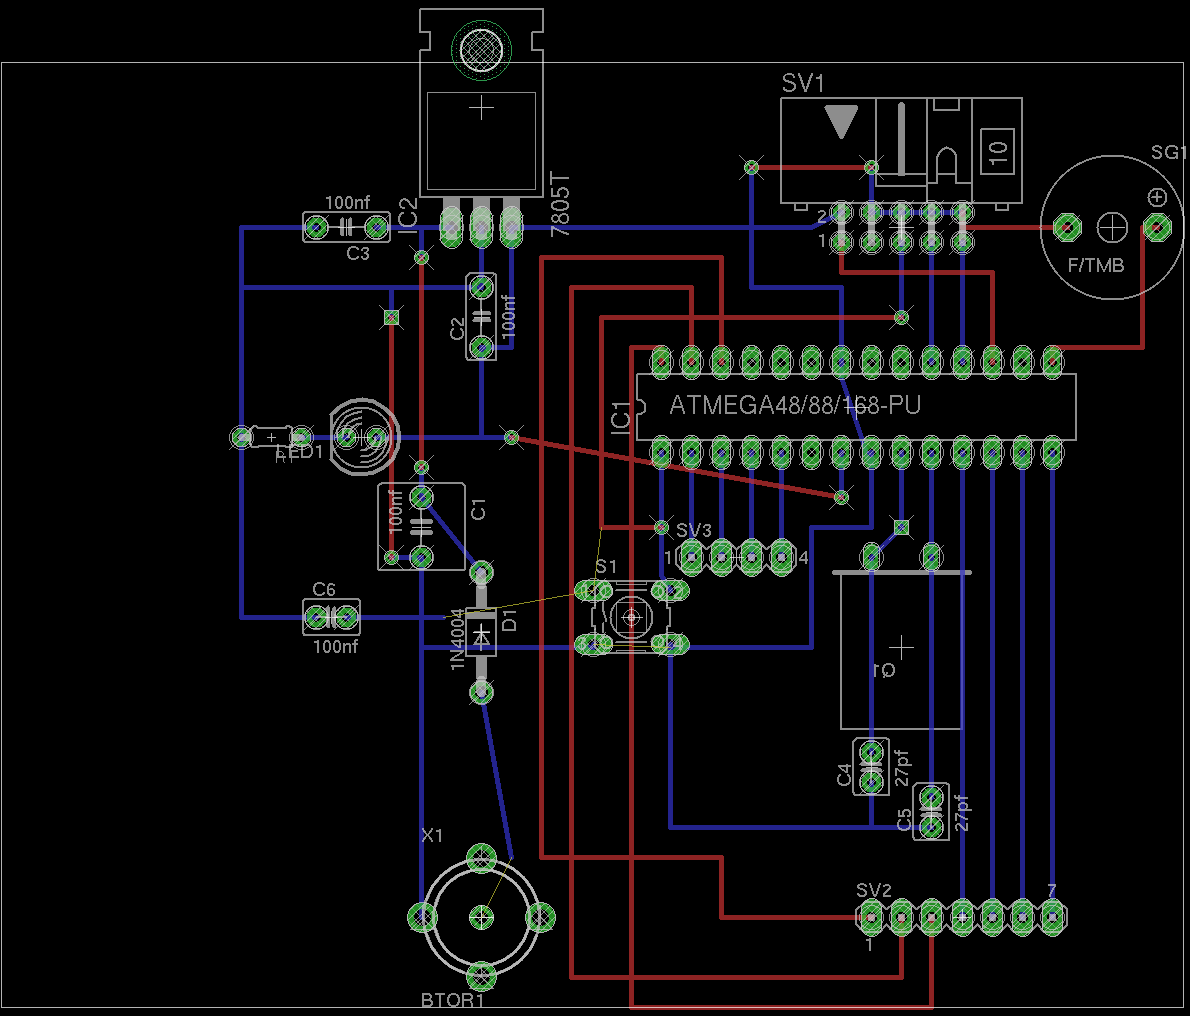 SV1
10
SG1
100nf
IC2
7805T
C3
2
1
F/TMB
C2
100nf
IC1
ATMEGA48/88/168-PU
LED1
100nf
C1
SV3
1
4
S1
C6
100nf
1N4004
D1
3
Q1
C4
27pf
C5
27pf
X1
SV2
7
1
BTOR1